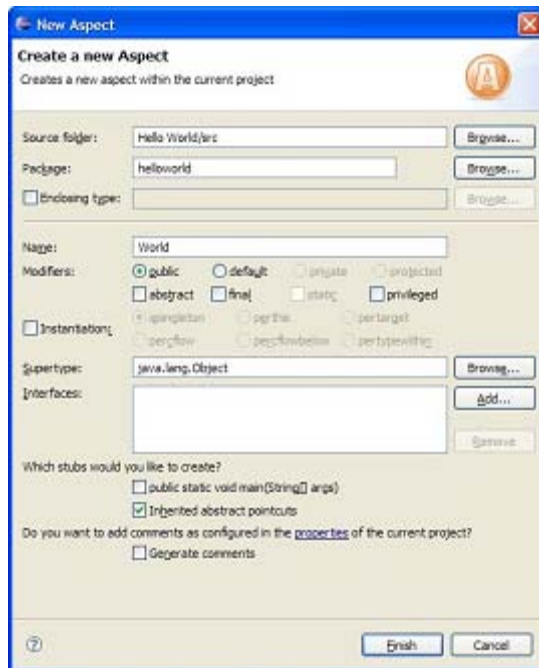 New Aspect
Create a new Aspect
Creates a new aspect within the current project
Source folder: Hello World/src Browse...
Package: helloworld Browse...
Enclosing type: Browse...
Name: World
Modifiers: public default private protected
abstract final static privileged
Instantiation: issingleton perthis pertarget
percflow percflowbelow pertypewithin
Supertype: java.lang.Object Browse...
Interfaces: Add...
Remove
Which stubs would you like to create?
public static void main(String[] args)
Inherited abstract pointcuts
Do you want to add comments as configured in the properties of the current project?
Generate comments
Finish Cancel